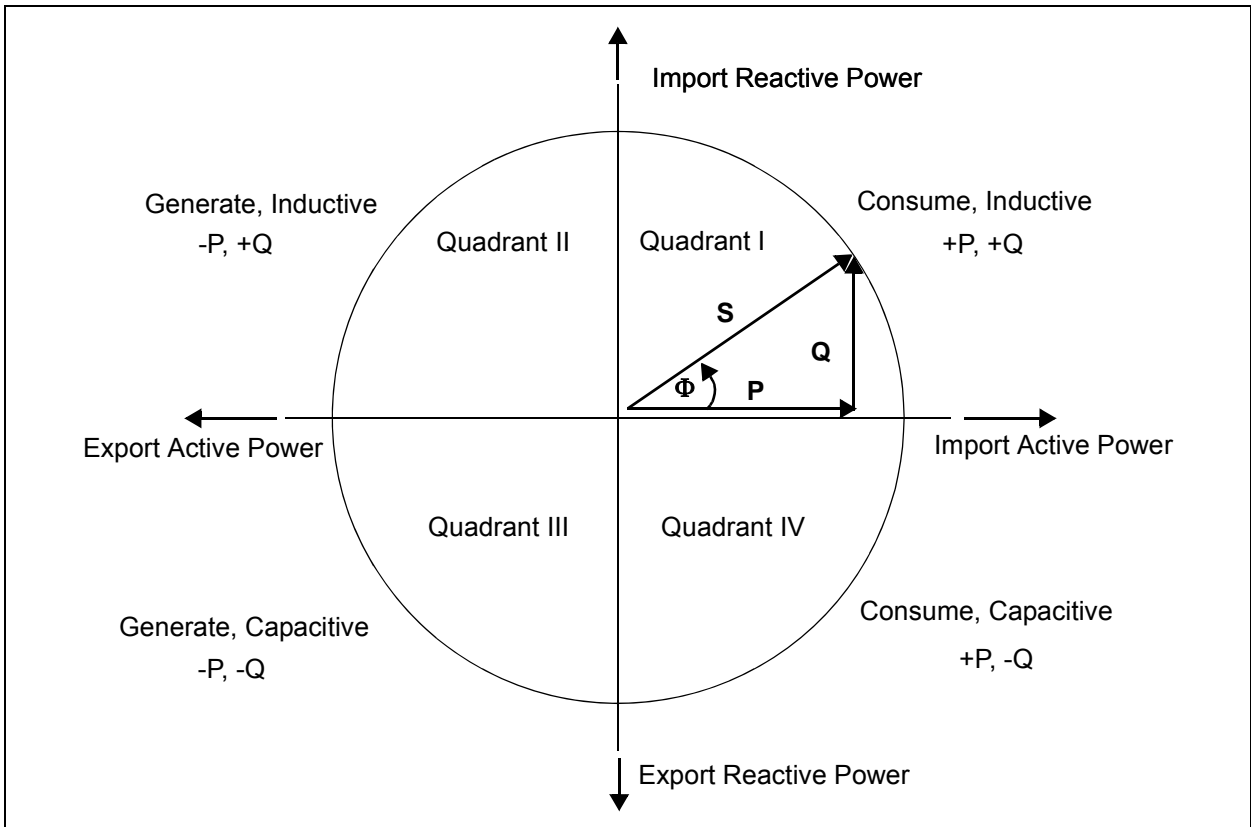 Import Reactive Power
Generate, Inductive
-P, +Q
Consume, Inductive
+P, +Q
Quadrant II
Quadrant I
S
Q
Φ
P
Export Active Power
Import Active Power
Quadrant III
Quadrant IV
Generate, Capacitive
-P, -Q
Consume, Capacitive
+P, -Q
Export Reactive Power